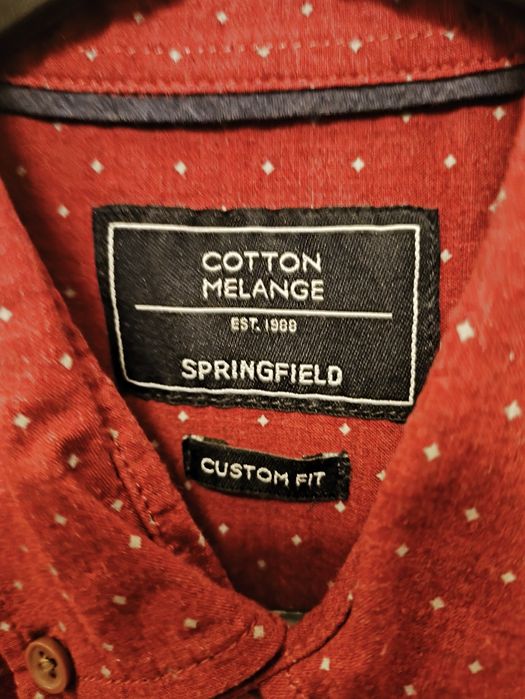 COTTON
MELANGE
EST. 1988
SPRINGFIELD
CUSTOM FIT